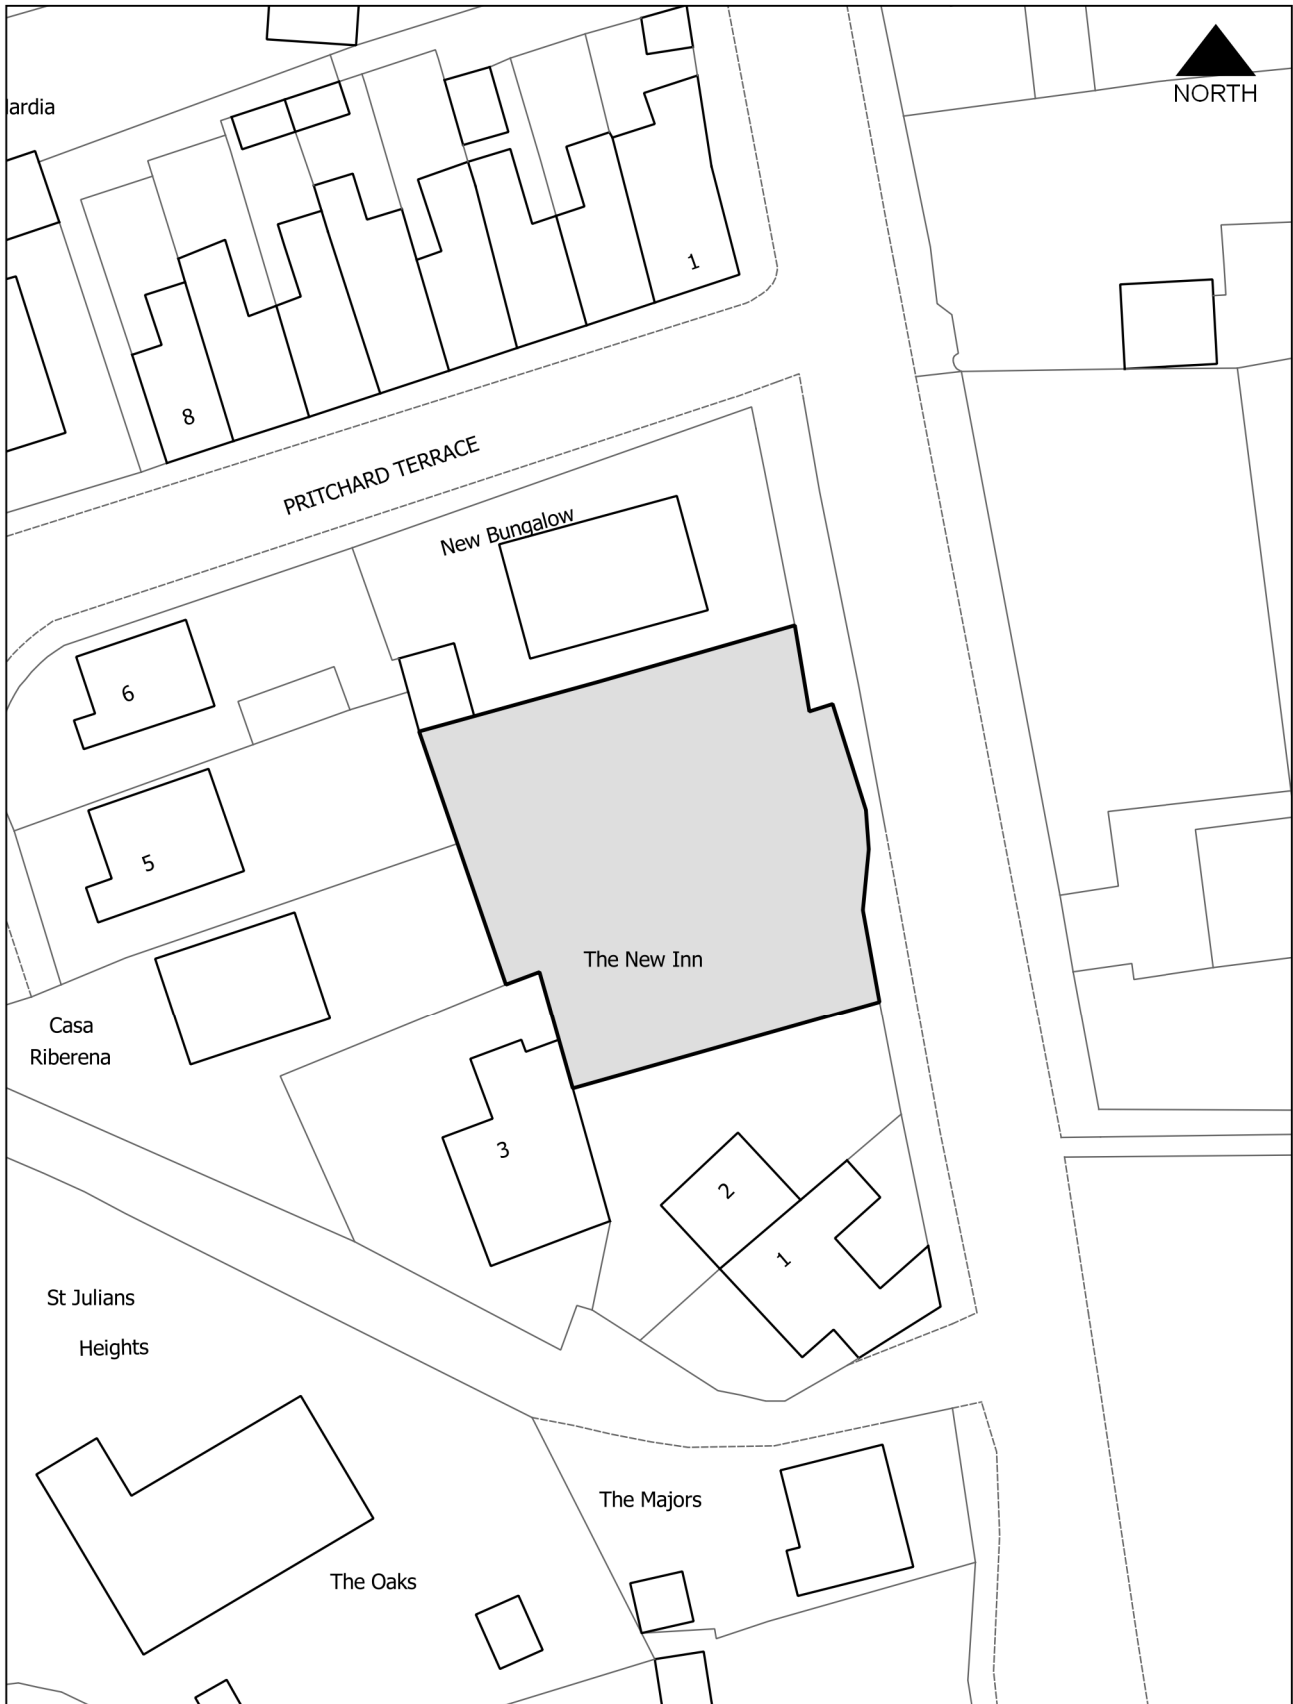 NORTH
1
8
PRITCHARD TERRACE
New Bungalow
6
5
The New Inn
Casa
Riberena
3
2
1
St Julians
Heights
The Majors
The Oaks